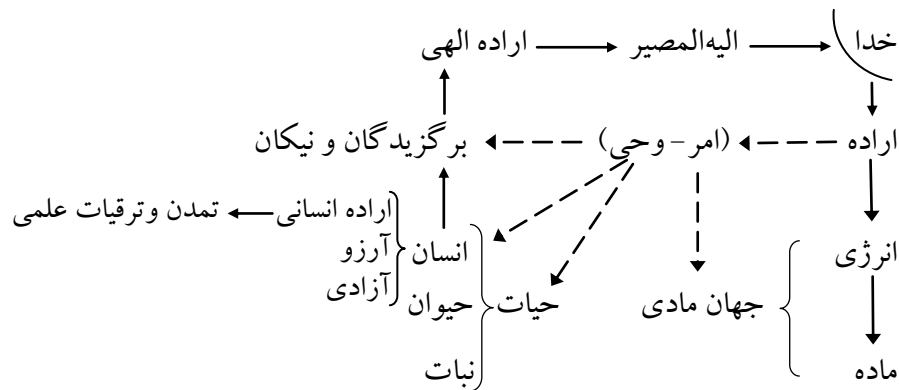 خدا الیه‌المصیر اراده الهی
اراده (امر - وحی) برگزیدگان و نیکان
انرژی انسان اراده انسانی تمدن وترقیات علمی
آرزو
جهان مادی حیات حیوان آزادی
ماده نبات